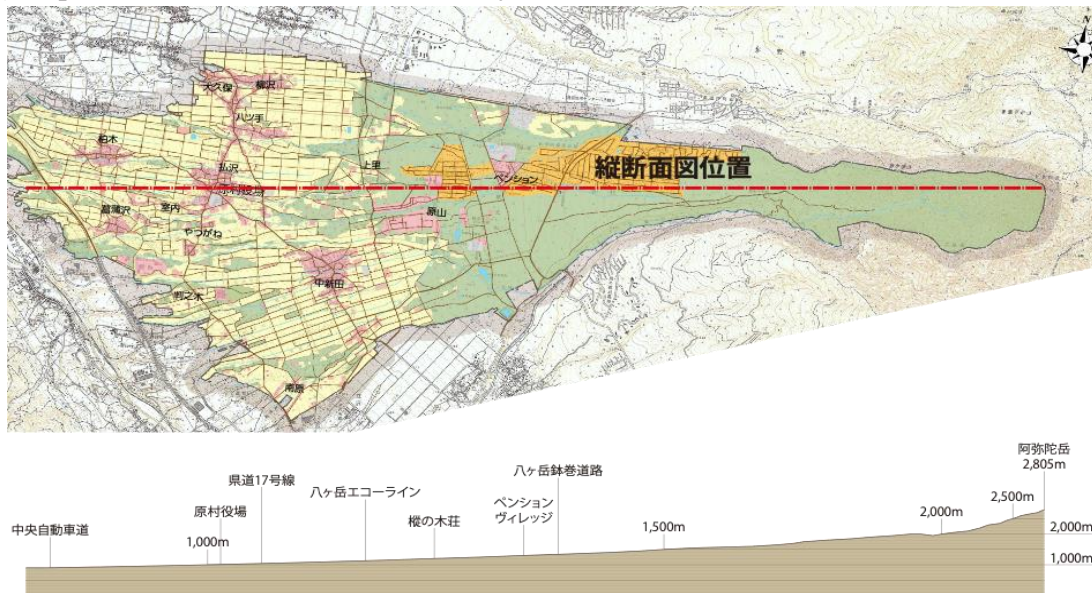 大久保
柳沢
八ツ手
柏木
払沢
上里
ペンション
縦断面図位置
原村役場
菖蒲沢
室内
原山
やつがね
中新田
判之木
南原
阿弥陀岳
2,805m
八ヶ岳鉢巻道路
県道17号線
八ヶ岳エコーライン
ペンション
ヴィレッジ
2,500m
原村役場
樅の木荘
2,000m
中央自動車道
1,500m
1,000m
2,000m
1,000m